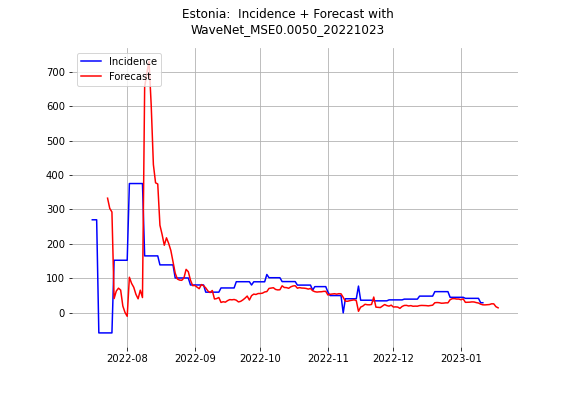 Estonia:  Incidence + Forecast with
WaveNet_MSE0.0050_20221023
Incidence
Forecast
700
600
500
400
300
200
100
0
2022-08 2022-09 2022-10 2022-11 2022-12 2023-01